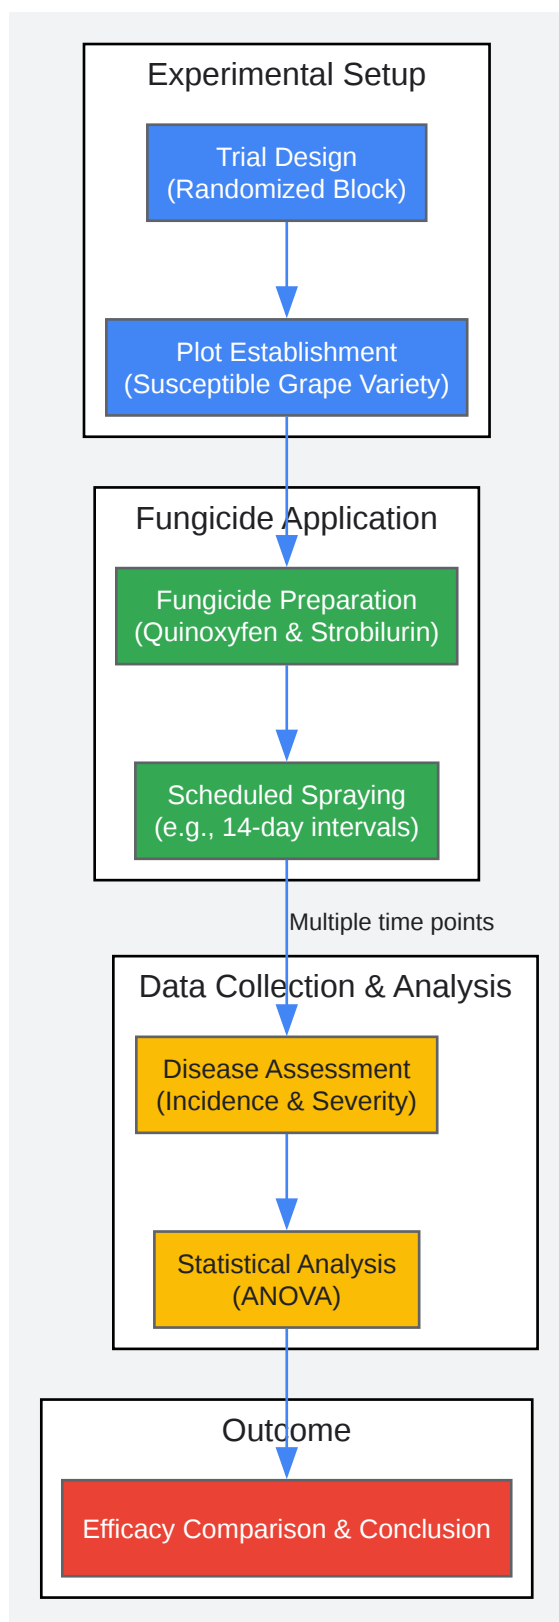 Experimental Setup
Trial Design
(Randomized Block)
Plot Establishment
(Susceptible Grape Variety)
Fungicide Application
Fungicide Preparation
(Quinoxyfen & Strobilurin)
Scheduled Spraying
(e.g., 14-day intervals)
Multiple time points
Data Collection & Analysis
Disease Assessment
(Incidence & Severity)
Statistical Analysis
(ANOVA)
Outcome
Efficacy Comparison & Conclusion